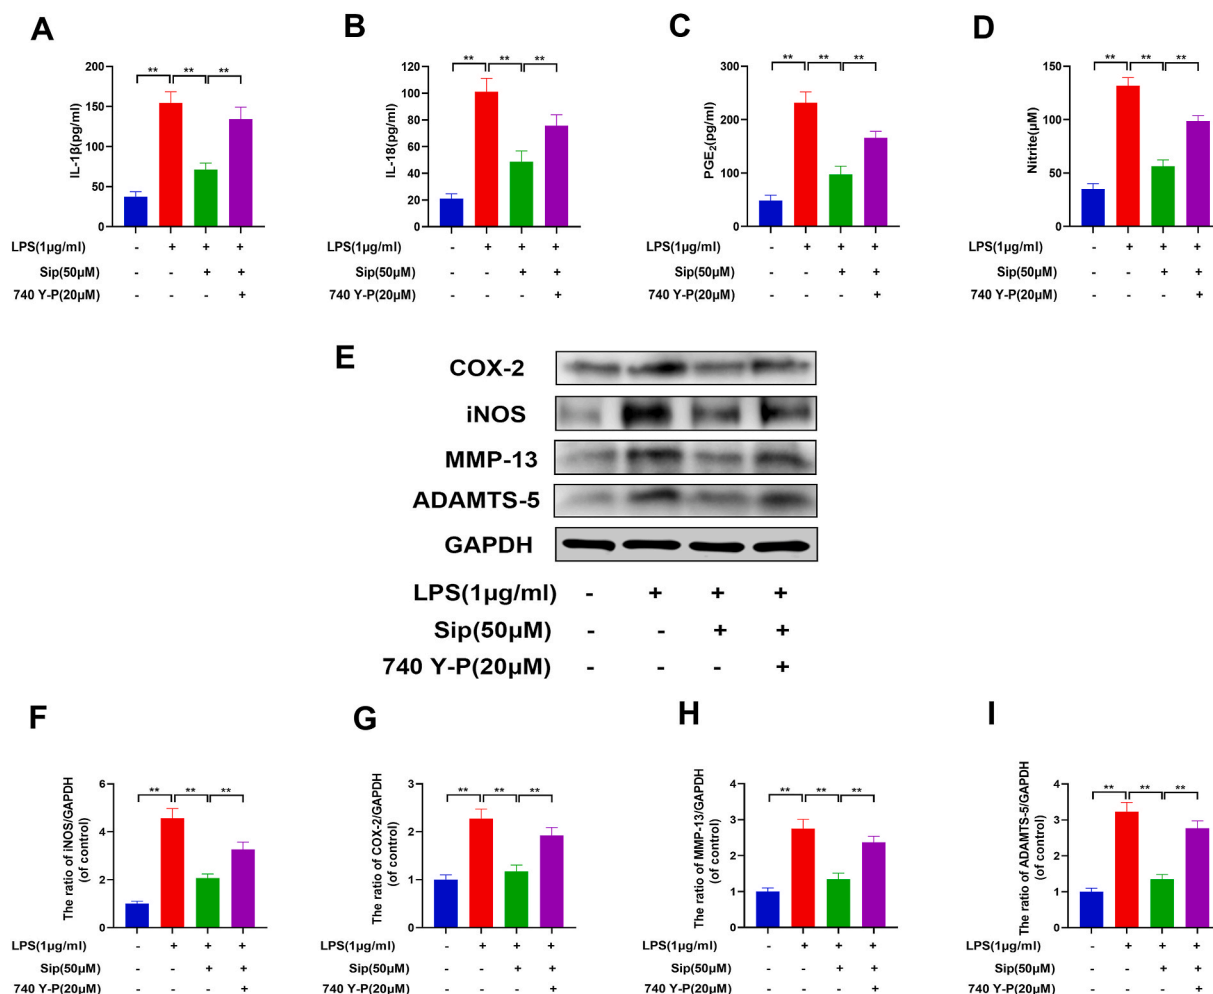 A
B
C
D
** ** **
** ** **
** ** **
** ** **
IL-1β(pg/ml)
200
150
100
50
0
IL-18(pg/ml)
120
100
80
60
40
20
0
PGE2(pg/ml)
300
200
100
0
Nitrite(μM)
150
100
50
0
LPS(1μg/ml) - + + +
Sip(50μM) - - + +
740 Y-P(20μM) - - - +
LPS(1μg/ml) - + + +
Sip(50μM) - - + +
740 Y-P(20μM) - - - +
LPS(1μg/ml) - + + +
Sip(50μM) - - + +
740 Y-P(20μM) - - - +
LPS(1μg/ml) - + + +
Sip(50μM) - - + +
740 Y-P(20μM) - - - +
E
COX-2
iNOS
MMP-13
ADAMTS-5
GAPDH
LPS(1μg/ml) - + + +
Sip(50μM) - - + +
740 Y-P(20μM) - - - +
F
G
H
I
** ** **
** ** **
** ** **
** ** **
The ratio of iNOS/GAPDH
(of control)
6
4
2
0
The ratio of COX-2/GAPDH
(of control)
3
2
1
0
The ratio of MMP-13/GAPDH
(of control)
4
3
2
1
0
The ratio of ADAMTS-5/GAPDH
(of control)
4
3
2
1
0
LPS(1μg/ml) - + + +
Sip(50μM) - - + +
740 Y-P(20μM) - - - +
LPS(1μg/ml) - + + +
Sip(50μM) - - + +
740 Y-P(20μM) - - - +
LPS(1μg/ml) - + + +
Sip(50μM) - - + +
740 Y-P(20μM) - - - +
LPS(1μg/ml) - + + +
Sip(50μM) - - + +
740 Y-P(20μM) - - - +